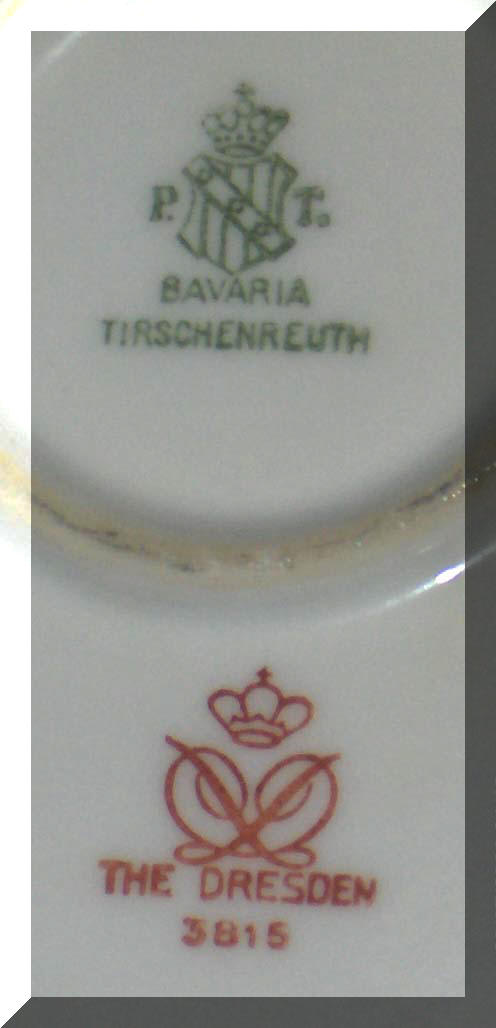 P. T.
BAVARIA
TIRSCHENREUTH
THE DRESDEN
3815